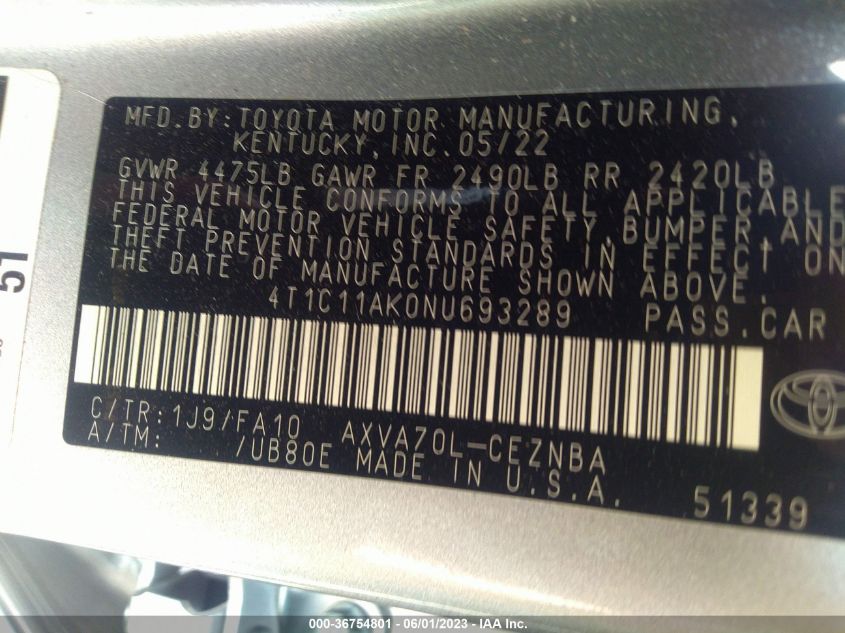 MFD.BY:TOYOTA MOTOR MANUFACTURING,
KENTUCKY,INC.05/22
GVWR 4475LB GAWR FR 2490LB RR 2420LB
THIS VEHICLE CONFORMS TO ALL APPLICABLE
FEDERAL MOTOR VEHICLE SAFETY,BUMPER,AND
THEFT PREVENTION STANDARDS IN EFFECT ON
THE DATE OF MANUFACTURE SHOWN ABOVE.
4T1C11AK0NU693289 PASS.CAR
C/TR:1J9/FA10 AXVA70L-CEZNBA
A/TM: /UB80E MADE IN U.S.A.
51339
000-36754801 - 06/01/2023 - IAA Inc.